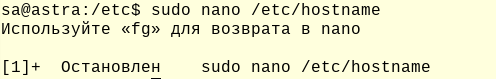 sa@astra:/etc$ sudo nano /etc/hostname
Используйте «fg» для возврата в nano
[1]+  Остановлен    sudo nano /etc/hostname